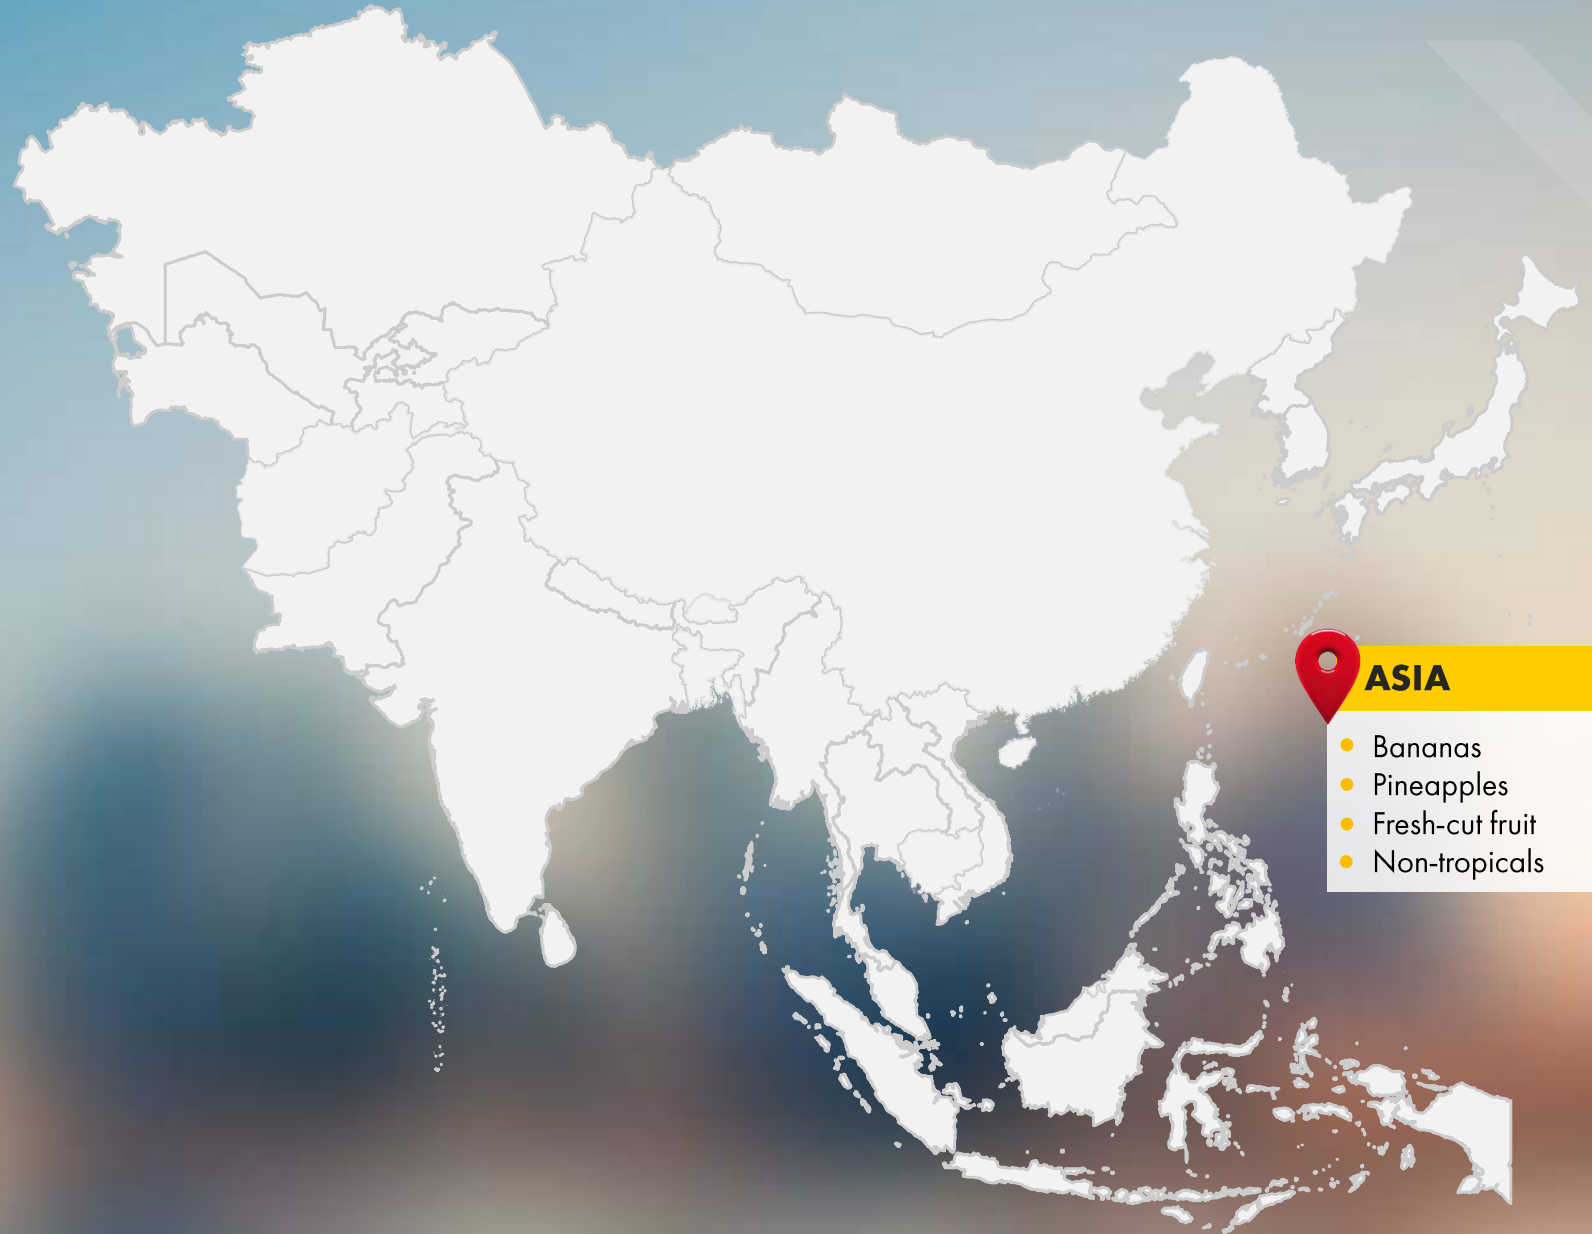 ASIA
Bananas
Pineapples
Fresh-cut fruit
Non-tropicals